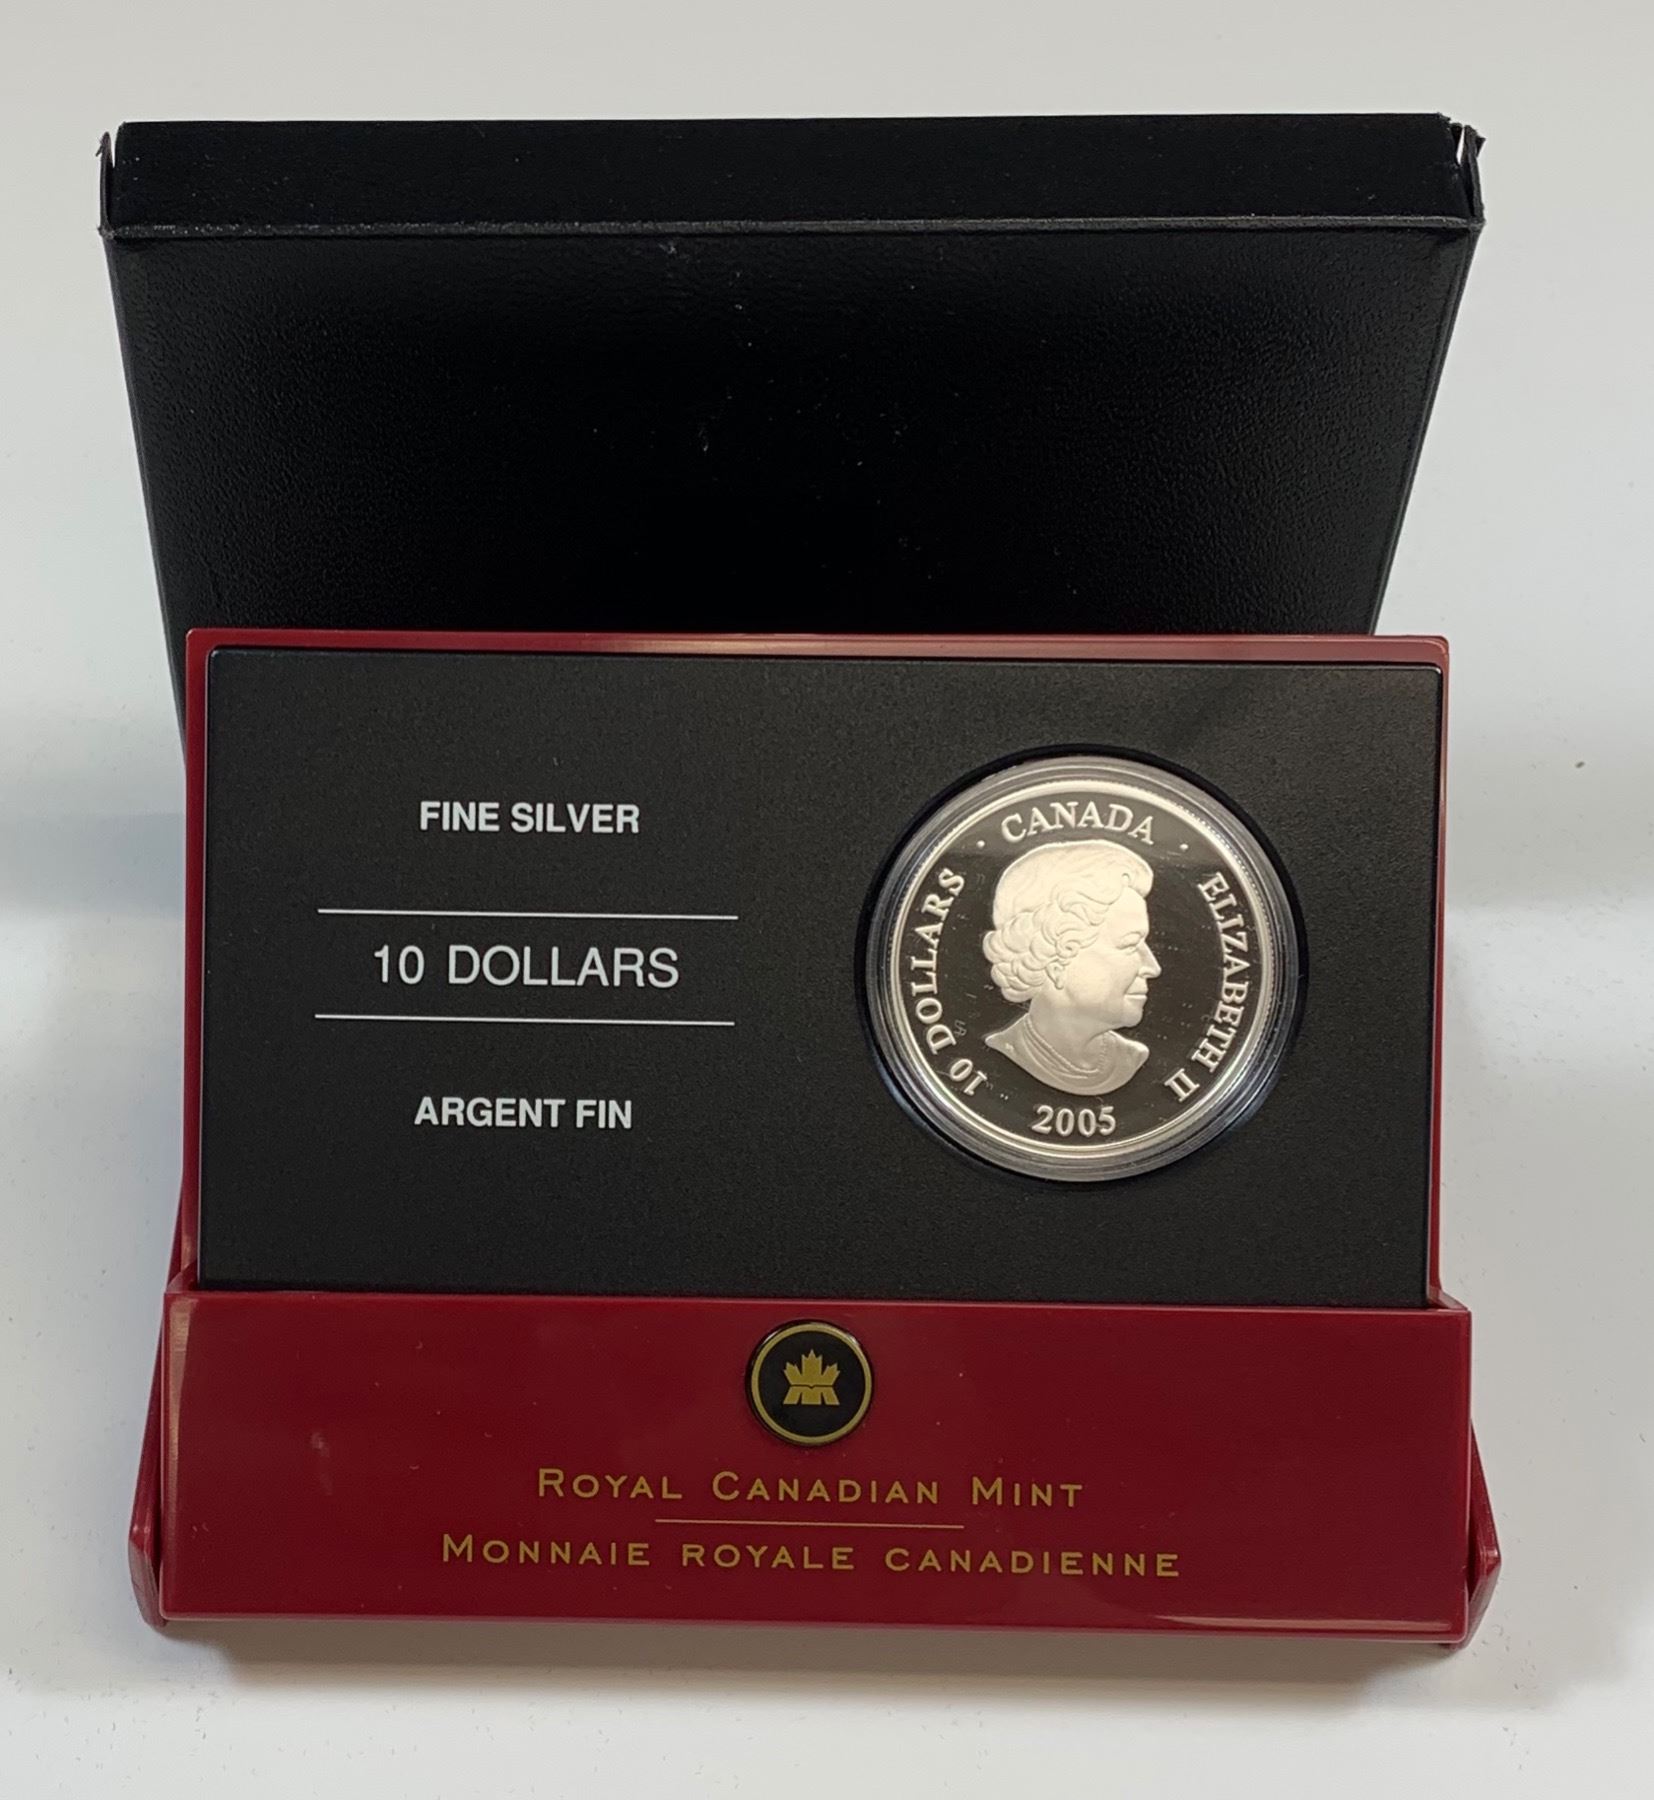 FINE SILVER
10 DOLLARS
ARGENT FIN
10 DOLLARS · CANADA · ELIZABETH II
2005
ROYAL CANADIAN MINT
MONNAIE ROYALE CANADIENNE